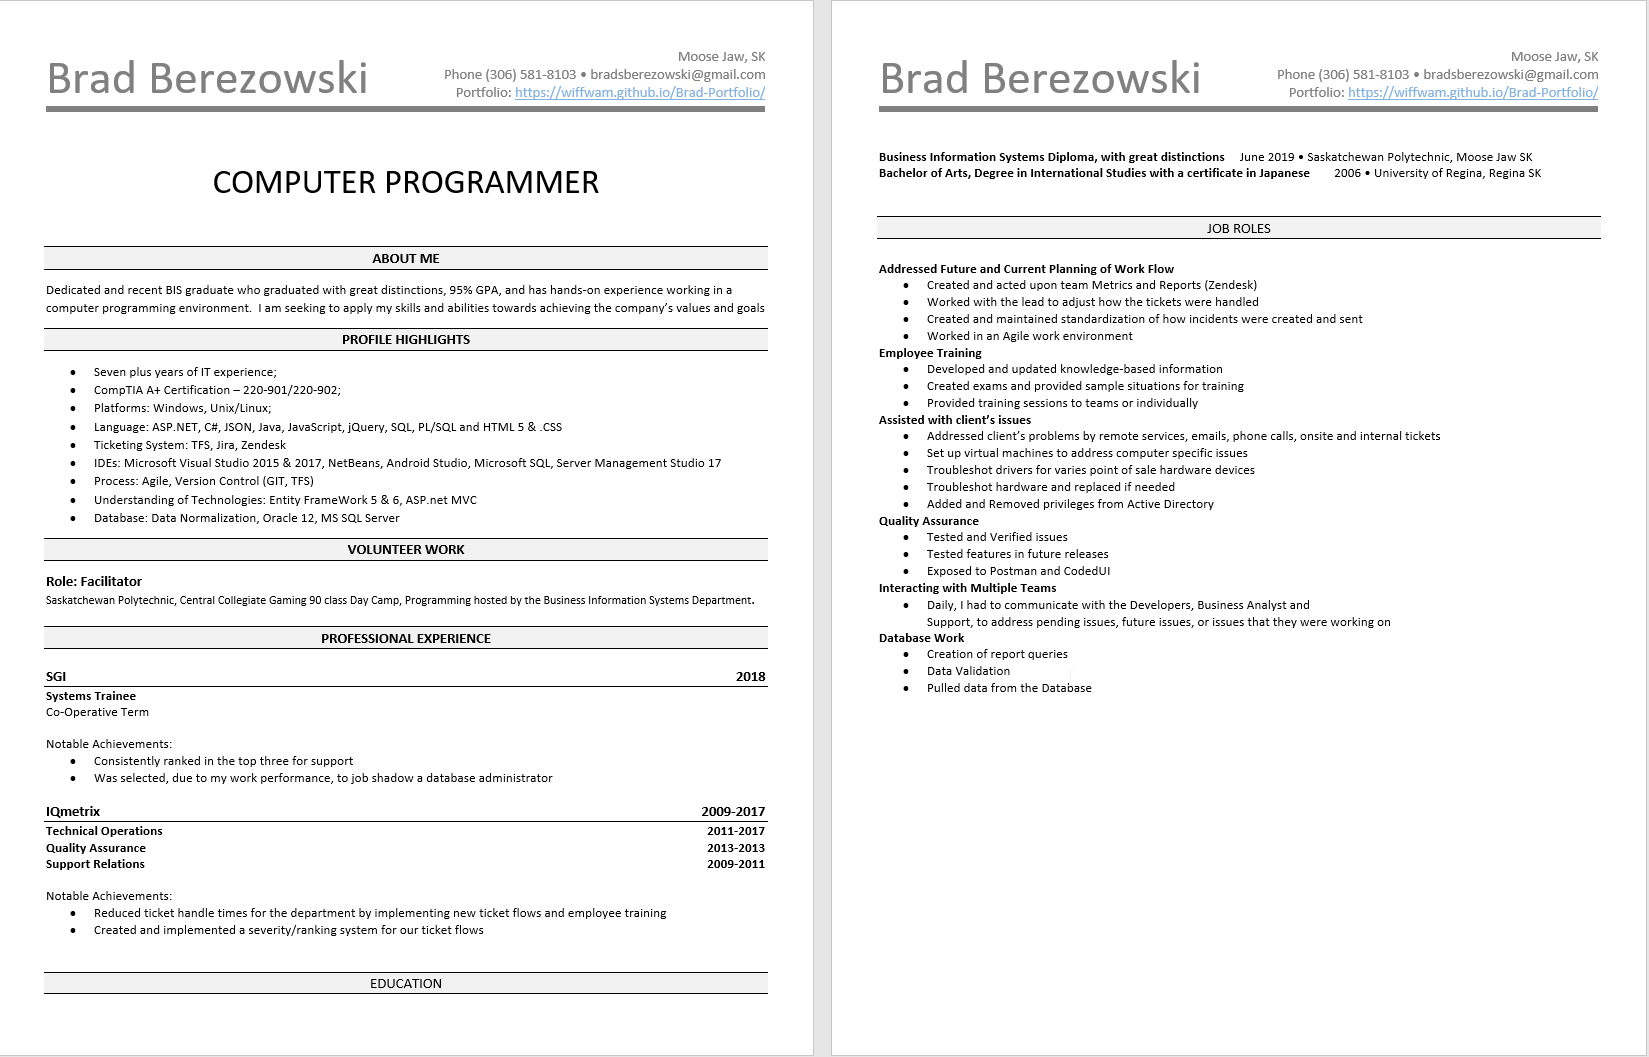 Brad Berezowski
Moose Jaw, SK
Phone (306) 581-8103 • bradsberezowski@gmail.com
Portfolio: https://wiffwam.github.io/Brad-Portfolio/
COMPUTER PROGRAMMER
ABOUT ME
Dedicated and recent BIS graduate who graduated with great distinctions, 95% GPA, and has hands-on experience working in a
computer programming environment.  I am seeking to apply my skills and abilities towards achieving the company's values and goals
PROFILE HIGHLIGHTS
• Seven plus years of IT experience;
• CompTIA A+ Certification – 220-901/220-902;
• Platforms: Windows, Unix/Linux;
• Language: ASP.NET, C#, JSON, Java, JavaScript, jQuery, SQL, PL/SQL and HTML 5 & .CSS
• Ticketing System: TFS, Jira, Zendesk
• IDEs: Microsoft Visual Studio 2015 & 2017, NetBeans, Android Studio, Microsoft SQL, Server Management Studio 17
• Process: Agile, Version Control (GIT, TFS)
• Understanding of Technologies: Entity FrameWork 5 & 6, ASP.net MVC
• Database: Data Normalization, Oracle 12, MS SQL Server
VOLUNTEER WORK
Role: Facilitator
Saskatchewan Polytechnic, Central Collegiate Gaming 90 class Day Camp, Programming hosted by the Business Information Systems Department.
PROFESSIONAL EXPERIENCE
SGI 2018
Systems Trainee
Co-Operative Term
Notable Achievements:
• Consistently ranked in the top three for support
• Was selected, due to my work performance, to job shadow a database administrator
IQmetrix 2009-2017
Technical Operations 2011-2017
Quality Assurance 2013-2013
Support Relations 2009-2011
Notable Achievements:
• Reduced ticket handle times for the department by implementing new ticket flows and employee training
• Created and implemented a severity/ranking system for our ticket flows
EDUCATION
Brad Berezowski
Moose Jaw, SK
Phone (306) 581-8103 • bradsberezowski@gmail.com
Portfolio: https://wiffwam.github.io/Brad-Portfolio/
Business Information Systems Diploma, with great distinctions June 2019 • Saskatchewan Polytechnic, Moose Jaw SK
Bachelor of Arts, Degree in International Studies with a certificate in Japanese 2006 • University of Regina, Regina SK
JOB ROLES
Addressed Future and Current Planning of Work Flow
• Created and acted upon team Metrics and Reports (Zendesk)
• Worked with the lead to adjust how the tickets were handled
• Created and maintained standardization of how incidents were created and sent
• Worked in an Agile work environment
Employee Training
• Developed and updated knowledge-based information
• Created exams and provided sample situations for training
• Provided training sessions to teams or individually
Assisted with client's issues
• Addressed client's problems by remote services, emails, phone calls, onsite and internal tickets
• Set up virtual machines to address computer specific issues
• Troubleshot drivers for varies point of sale hardware devices
• Troubleshot hardware and replaced if needed
• Added and Removed privileges from Active Directory
Quality Assurance
• Tested and Verified issues
• Tested features in future releases
• Exposed to Postman and CodedUI
Interacting with Multiple Teams
• Daily, I had to communicate with the Developers, Business Analyst and
Support, to address pending issues, future issues, or issues that they were working on
Database Work
• Creation of report queries
• Data Validation
• Pulled data from the Database